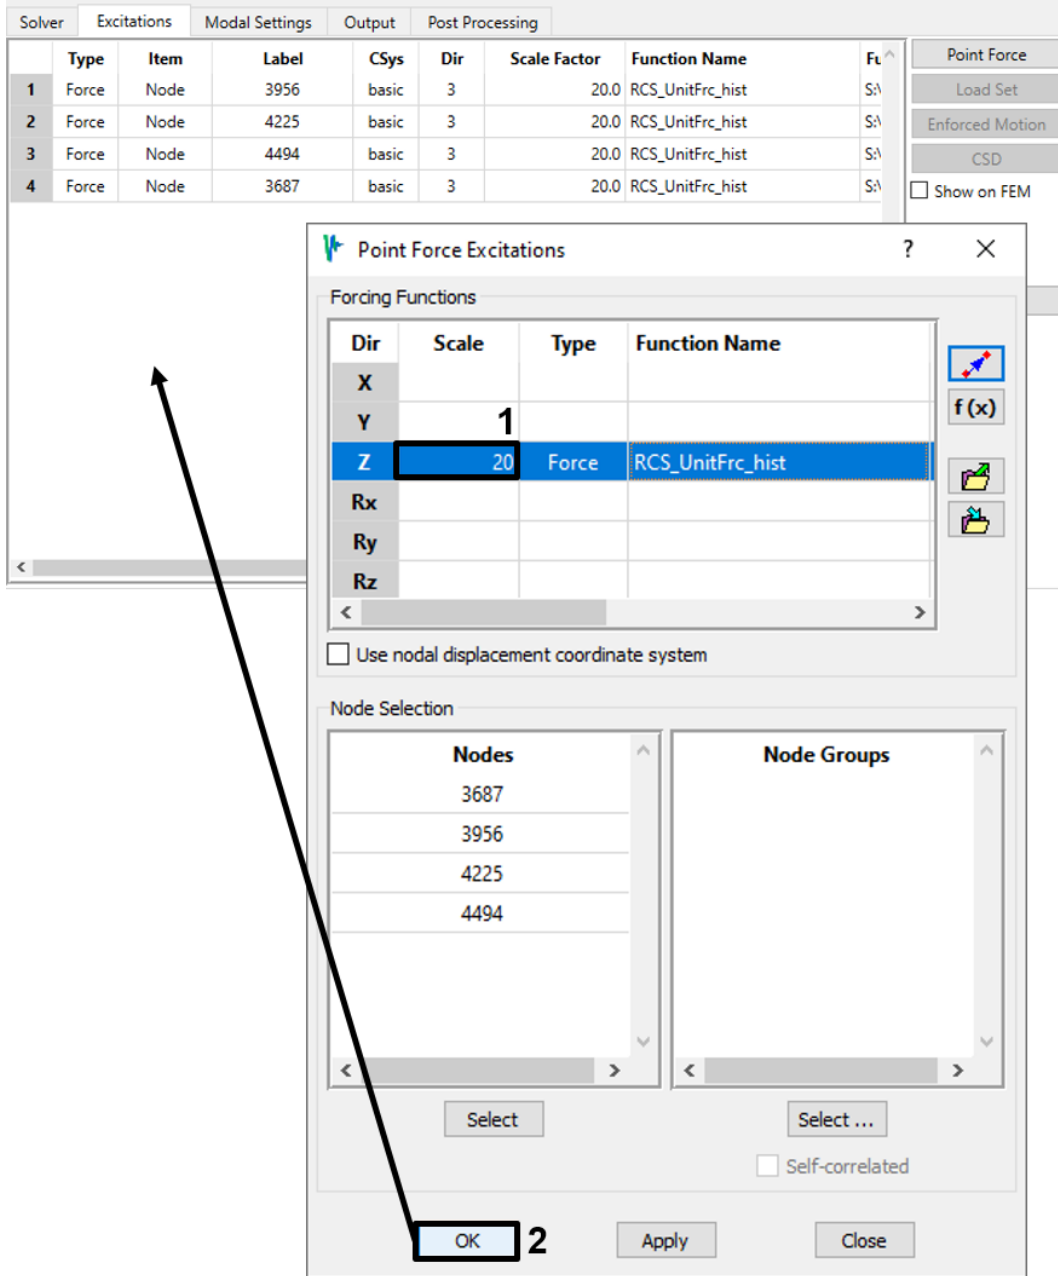 Solver Excitations Modal Settings Output Post Processing
Type Item Label CSys Dir Scale Factor Function Name
1 Force Node 3956 basic 3 20.0 RCS_UnitFrc_hist S:\
2 Force Node 4225 basic 3 20.0 RCS_UnitFrc_hist S:\
3 Force Node 4494 basic 3 20.0 RCS_UnitFrc_hist S:\
4 Force Node 3687 basic 3 20.0 RCS_UnitFrc_hist S:\
Point Force
Load Set
Enforced Motion
CSD
Show on FEM
Point Force Excitations ?
Forcing Functions
Dir Scale Type Function Name
X
Y 1
Z 20 Force RCS_UnitFrc_hist
Rx
Ry
Rz
f (x)
Use nodal displacement coordinate system
Node Selection
Nodes
3687
3956
4225
4494
Node Groups
Select
Select ...
Self-correlated
OK 2 Apply Close